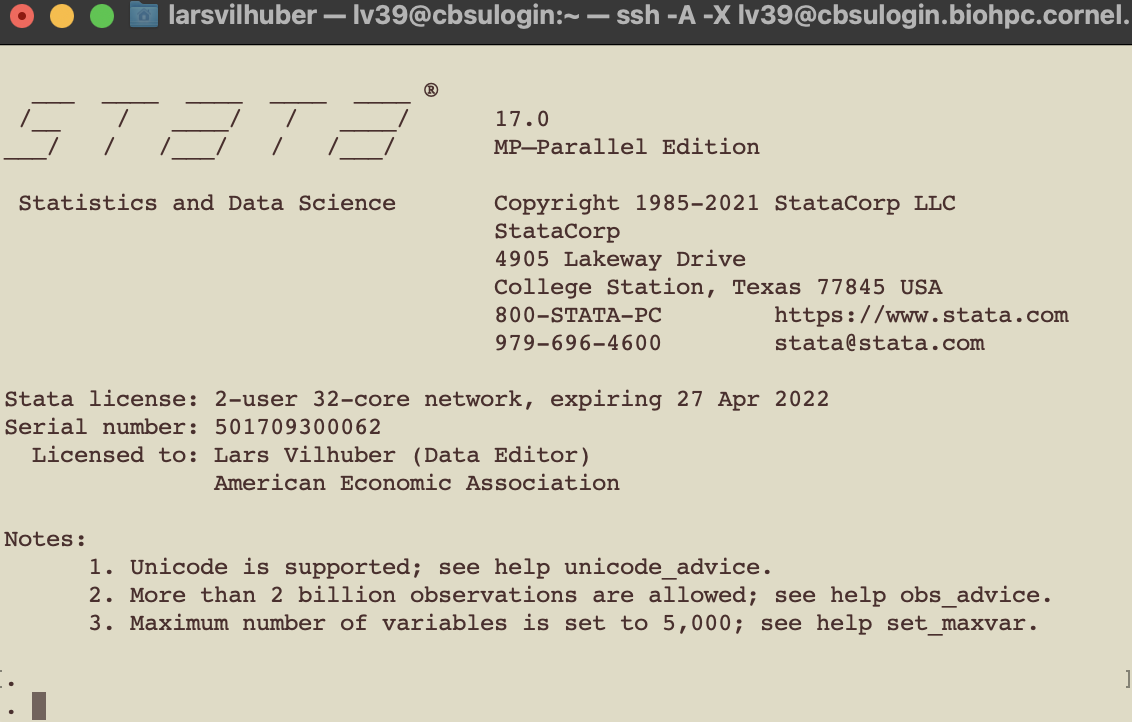 larsvilhuber — lv39@cbsulogin:~ — ssh -A -X lv39@cbsulogin.biohpc.cornel.
STATA ®
17.0
MP—Parallel Edition
Statistics and Data Science Copyright 1985-2021 StataCorp LLC
StataCorp
4905 Lakeway Drive
College Station, Texas 77845 USA
800-STATA-PC https://www.stata.com
979-696-4600 stata@stata.com
Stata license: 2-user 32-core network, expiring 27 Apr 2022
Serial number: 501709300062
Licensed to: Lars Vilhuber (Data Editor)
American Economic Association
Notes:
1. Unicode is supported; see help unicode_advice.
2. More than 2 billion observations are allowed; see help obs_advice.
3. Maximum number of variables is set to 5,000; see help set_maxvar.
[. ]
.